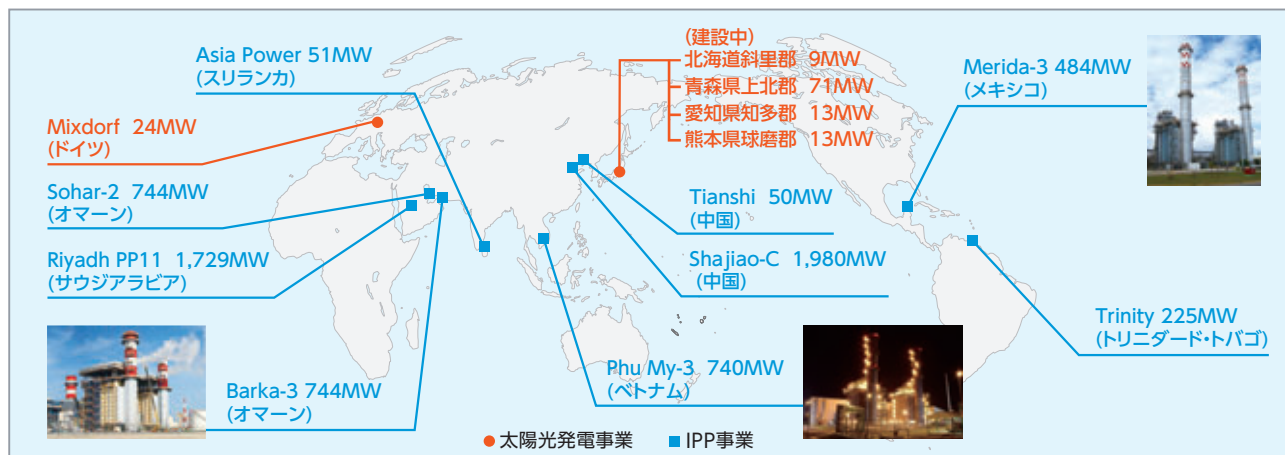 Asia Power 51MW
(スリランカ)
Mixdorf 24MW
(ドイツ)
Sohar-2 744MW
(オマーン)
Riyadh PP11 1,729MW
(サウジアラビア)
Barka-3 744MW
(オマーン)
(建設中)
北海道斜里郡 9MW
青森県上北郡 71MW
愛知県知多郡 13MW
熊本県球磨郡 13MW
Tianshi 50MW
(中国)
Shajiao-C 1,980MW
(中国)
Phu My-3 740MW
(ベトナム)
Merida-3 484MW
(メキシコ)
Trinity 225MW
(トリニダード・トバゴ)
太陽光発電事業 IPP事業